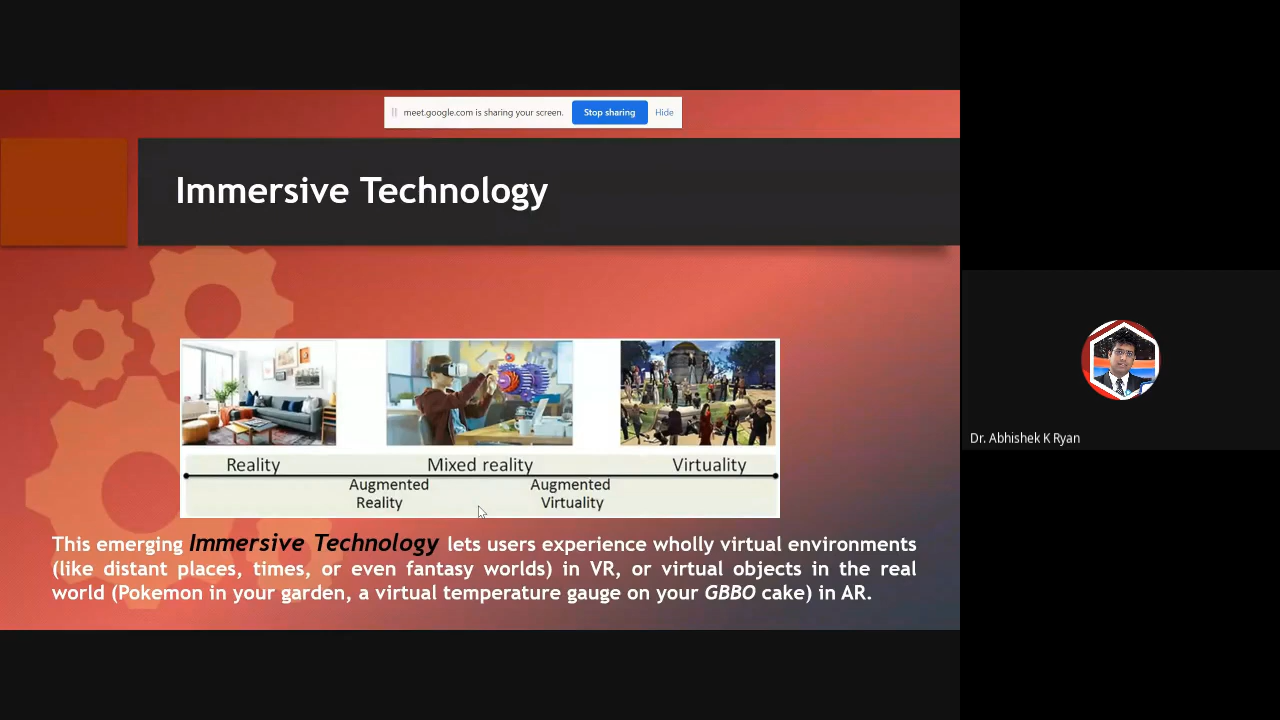 meet.google.com is sharing your screen. Stop sharing Hide
Immersive Technology
Reality Mixed reality Virtuality
Augmented Augmented
Reality Virtuality
This emerging Immersive Technology lets users experience wholly virtual environments
(like distant places, times, or even fantasy worlds) in VR, or virtual objects in the real
world (Pokemon in your garden, a virtual temperature gauge on your GBBO cake) in AR.
Dr. Abhishek K Ryan